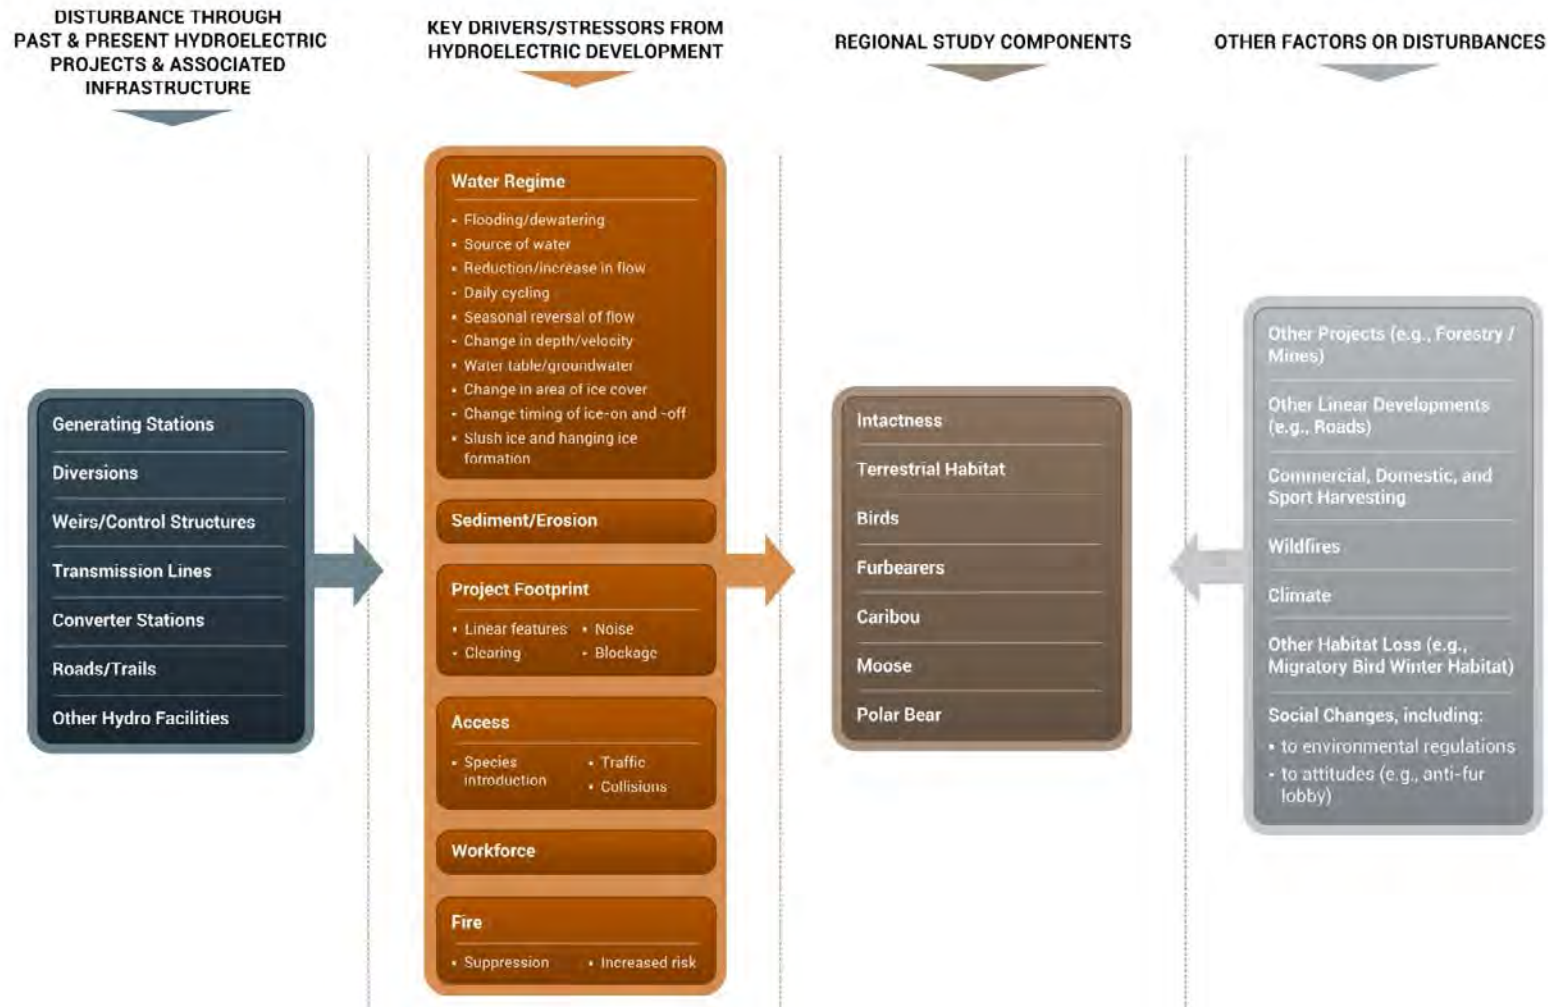 DISTURBANCE THROUGH
PAST & PRESENT HYDROELECTRIC
PROJECTS & ASSOCIATED
INFRASTRUCTURE
Generating Stations
Diversions
Weirs/Control Structures
Transmission Lines
Converter Stations
Roads/Trails
Other Hydro Facilities
KEY DRIVERS/STRESSORS FROM
HYDROELECTRIC DEVELOPMENT
Water Regime
• Flooding/dewatering
• Source of water
• Reduction/increase in flow
• Daily cycling
• Seasonal reversal of flow
• Change in depth/velocity
• Water table/groundwater
• Change in area of ice cover
• Change timing of ice-on and -off
• Slush ice and hanging ice
formation
Sediment/Erosion
Project Footprint
• Linear features • Noise
• Clearing • Blockage
Access
• Species
introduction
• Traffic
• Collisions
Workforce
Fire
• Suppression • Increased risk
REGIONAL STUDY COMPONENTS
Intactness
Terrestrial Habitat
Birds
Furbearers
Caribou
Moose
Polar Bear
OTHER FACTORS OR DISTURBANCES
Other Projects (e.g., Forestry /
Mines)
Other Linear Developments
(e.g., Roads)
Commercial, Domestic, and
Sport Harvesting
Wildfires
Climate
Other Habitat Loss (e.g.,
Migratory Bird Winter Habitat)
Social Changes, including:
• to environmental regulations
• to attitudes (e.g., anti-fur
lobby)